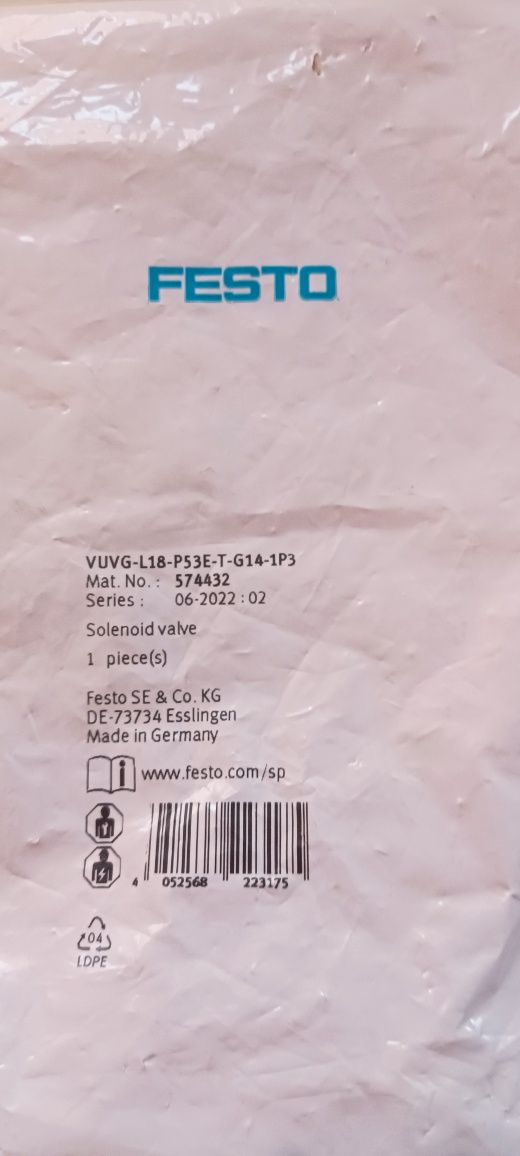 FESTO
VUVG-L18-P53E-T-G14-1P3
Mat. No. : 574432
Series : 06-2022 : 02
Solenoid valve
1 piece(s)
Festo SE & Co. KG
DE-73734 Esslingen
Made in Germany
www.festo.com/sp
4 052568 223175
04
LDPE